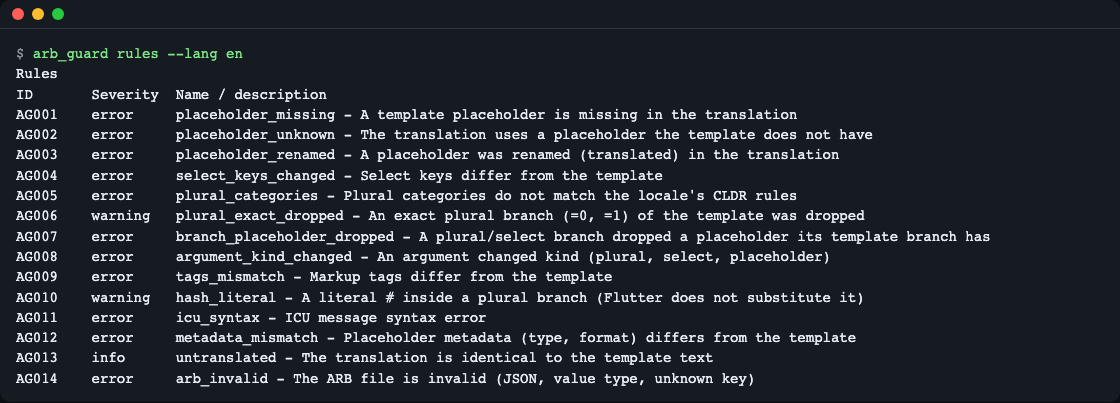 $ arb_guard rules --lang en
Rules
ID Severity Name / description
AG001 error placeholder_missing – A template placeholder is missing in the translation
AG002 error placeholder_unknown – The translation uses a placeholder the template does not have
AG003 error placeholder_renamed – A placeholder was renamed (translated) in the translation
AG004 error select_keys_changed – Select keys differ from the template
AG005 error plural_categories – Plural categories do not match the locale's CLDR rules
AG006 warning plural_exact_dropped – An exact plural branch (=0, =1) of the template was dropped
AG007 error branch_placeholder_dropped – A plural/select branch dropped a placeholder its template branch has
AG008 error argument_kind_changed – An argument changed kind (plural, select, placeholder)
AG009 error tags_mismatch – Markup tags differ from the template
AG010 warning hash_literal – A literal # inside a plural branch (Flutter does not substitute it)
AG011 error icu_syntax – ICU message syntax error
AG012 error metadata_mismatch – Placeholder metadata (type, format) differs from the template
AG013 info untranslated – The translation is identical to the template text
AG014 error arb_invalid – The ARB file is invalid (JSON, value type, unknown key)